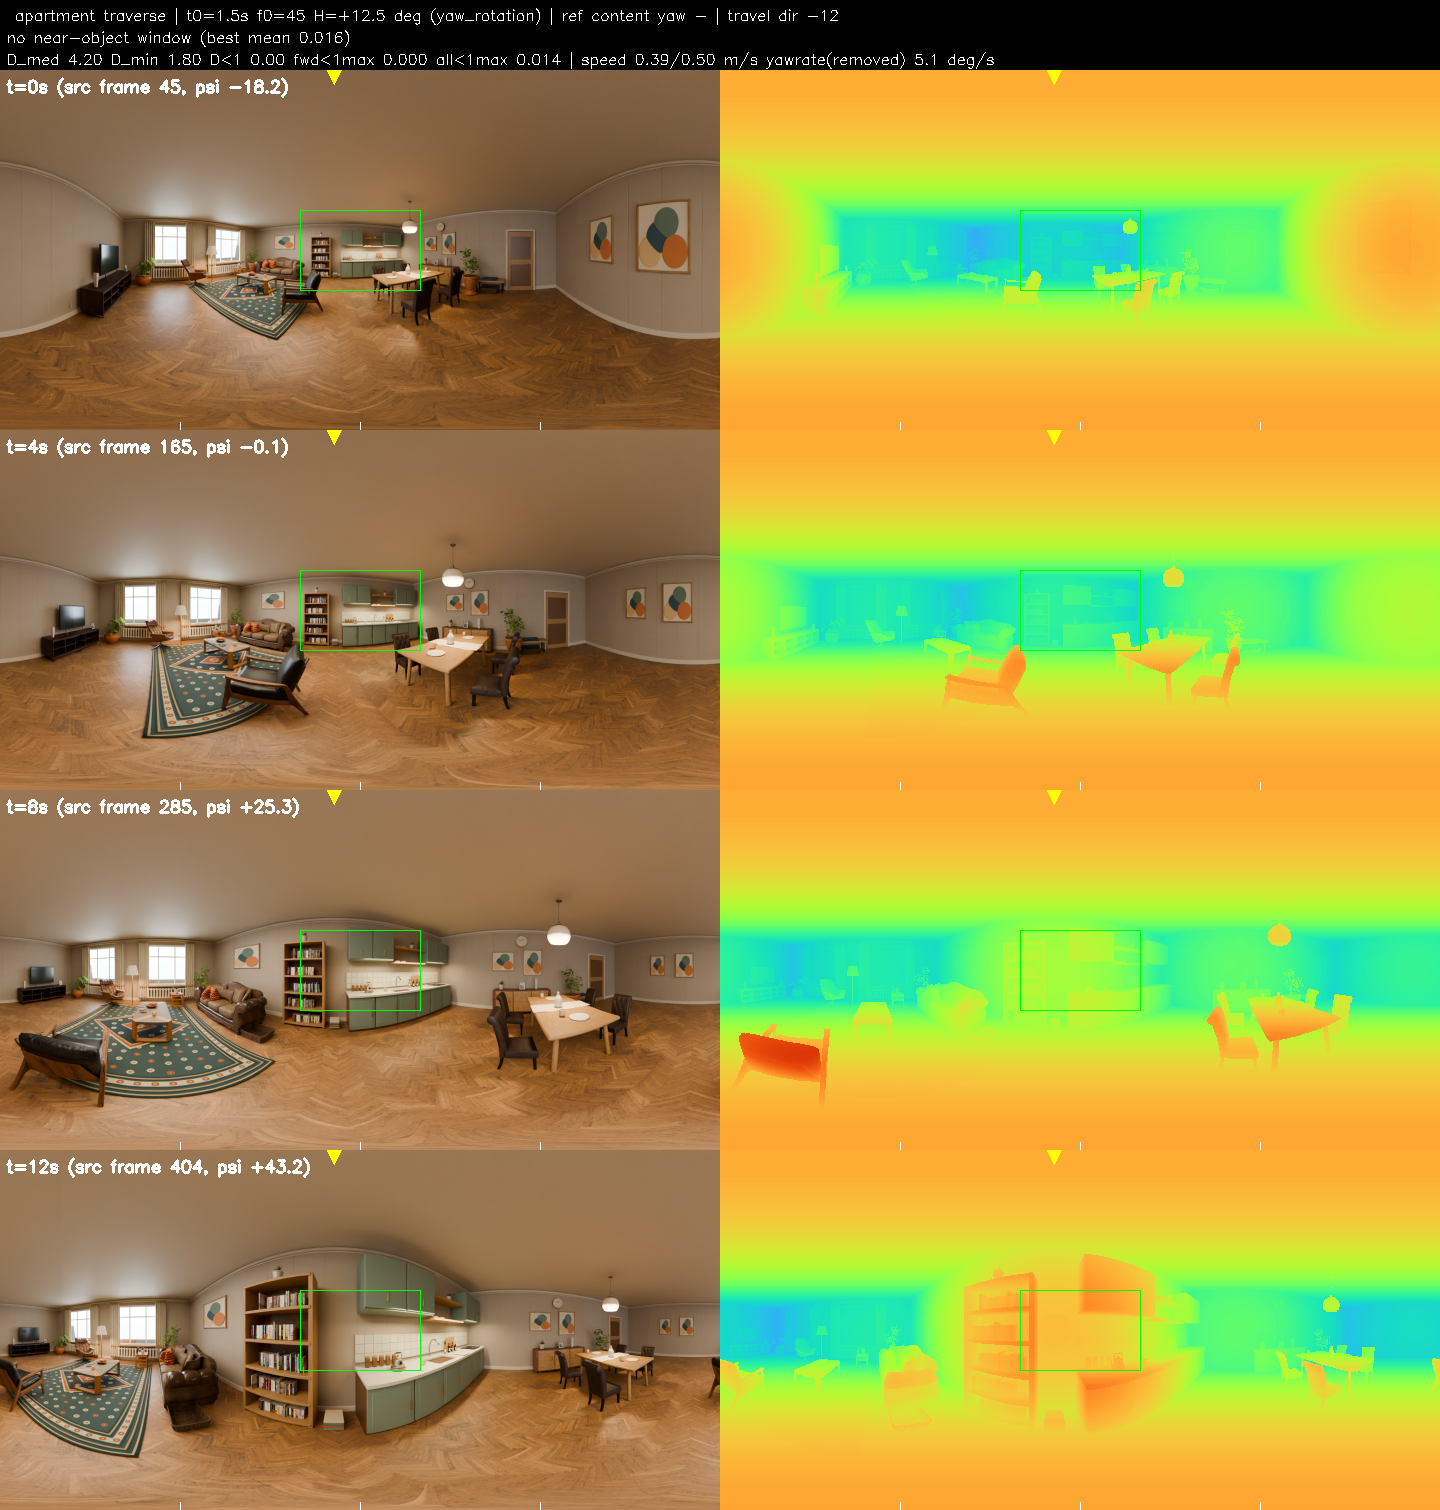 apartment traverse | t0=1.5s f0=45 H=+12.5 deg (yaw_rotation) | ref content yaw - | travel dir -12
no near-object window (best mean 0.016)
D_med 4.20 D_min 1.80 D<1 0.00 fwd<1max 0.000 all<1max 0.014 | speed 0.39/0.50 m/s yawrate(removed) 5.1 deg/s
t=0s (src frame 45, psi -18.2)
t=4s (src frame 165, psi -0.1)
t=8s (src frame 285, psi +25.3)
t=12s (src frame 404, psi +43.2)